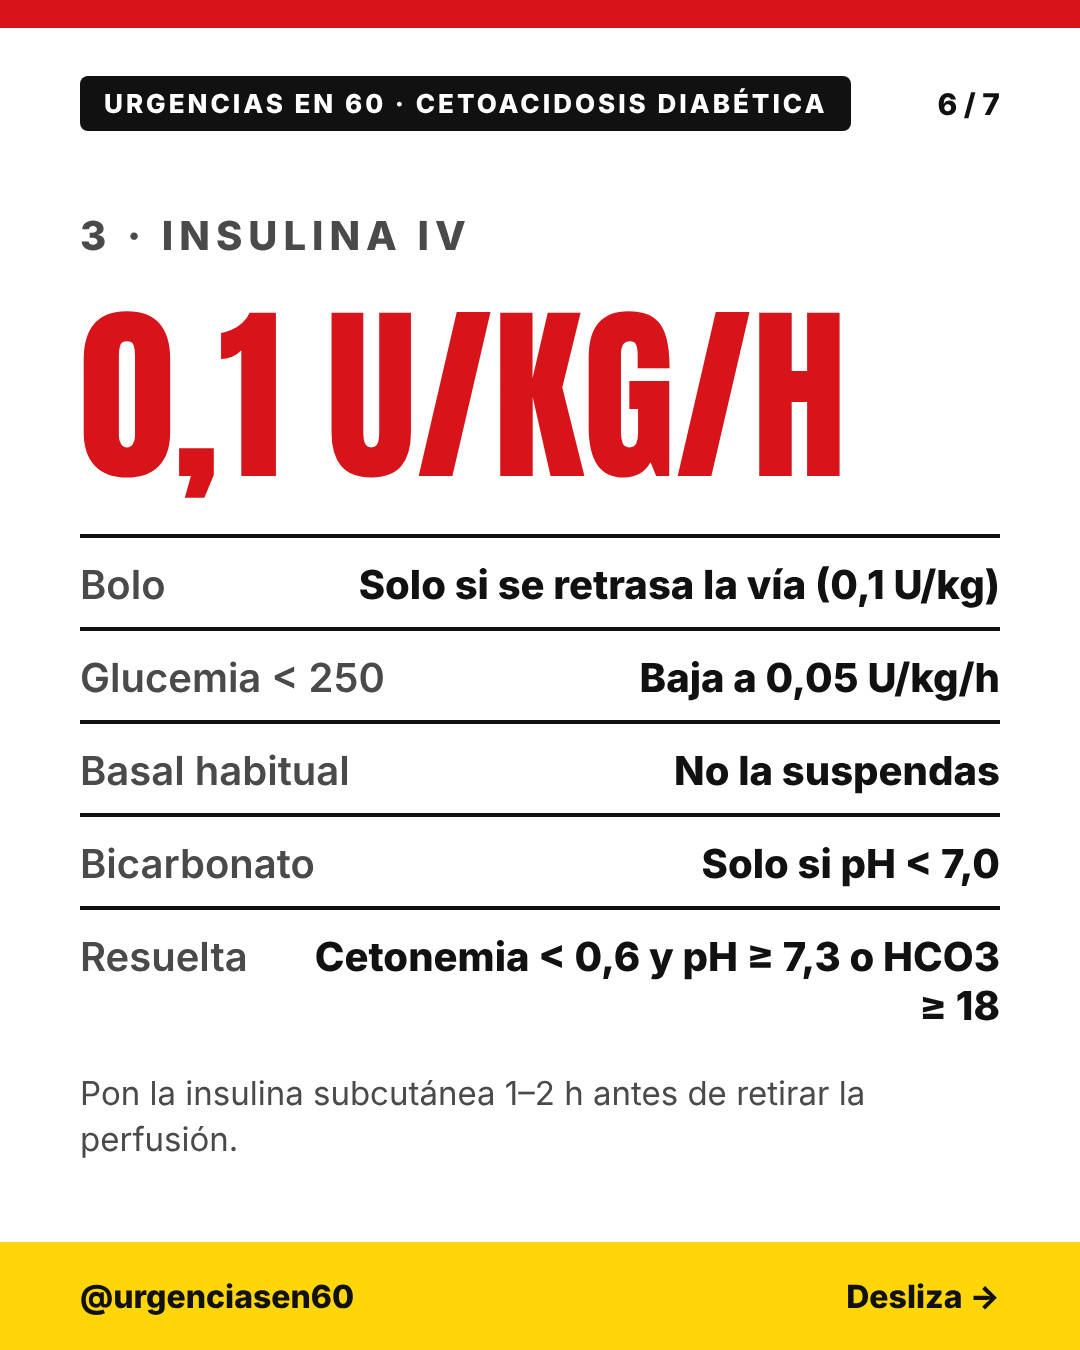 URGENCIAS EN 60 · CETOACIDOSIS DIABÉTICA
6 / 7
3 · INSULINA IV
0,1 U/KG/H
Bolo Solo si se retrasa la vía (0,1 U/kg)
Glucemia < 250 Baja a 0,05 U/kg/h
Basal habitual No la suspendas
Bicarbonato Solo si pH < 7,0
Resuelta Cetonemia < 0,6 y pH ≥ 7,3 o HCO3
≥ 18
Pon la insulina subcutánea 1–2 h antes de retirar la
perfusión.
@urgenciasen60 Desliza →